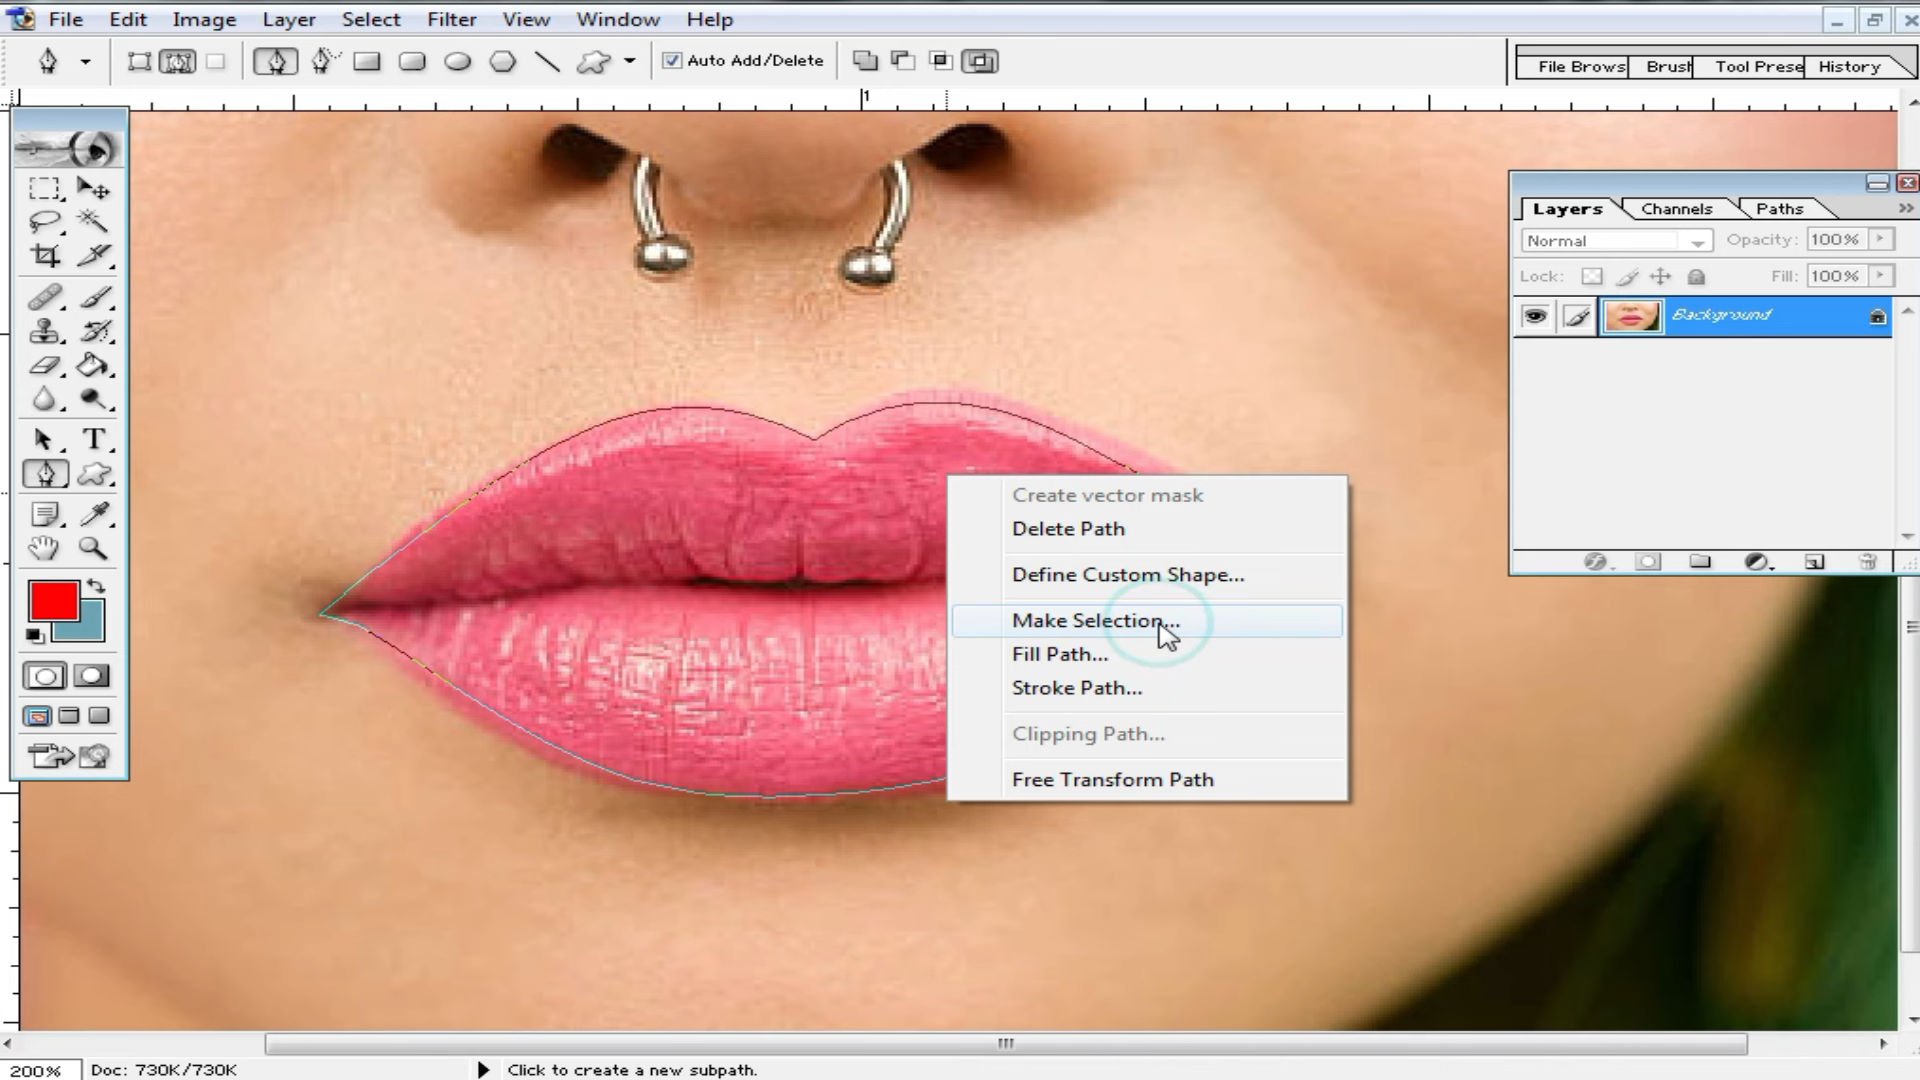 File Edit Image Layer Select Filter View Window Help
Auto Add/Delete
File Brows Brush Tool Prese History
1
Layers Channels Paths
Normal Opacity: 100%
Lock: Fill: 100%
Background
Create vector mask
Delete Path
Define Custom Shape...
Make Selection...
Fill Path...
Stroke Path...
Clipping Path...
Free Transform Path
200% Doc: 730K/730K Click to create a new subpath.